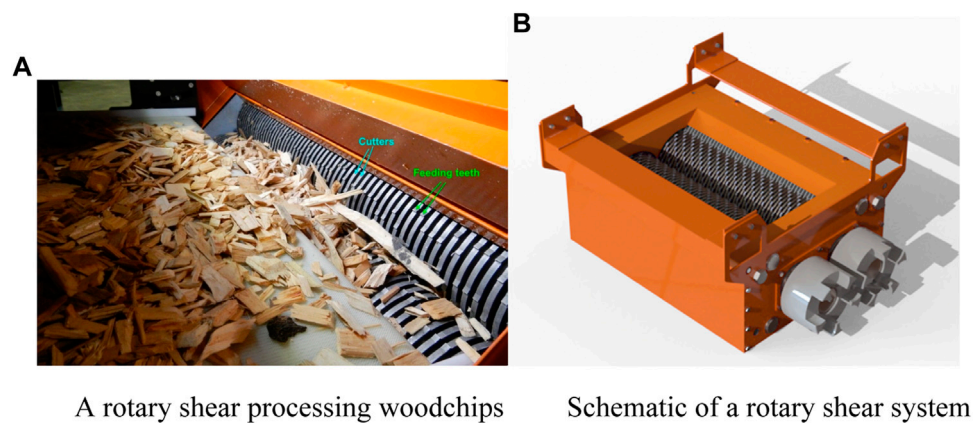 A
B
Cutters
Feeding teeth
A rotary shear processing woodchips
Schematic of a rotary shear system